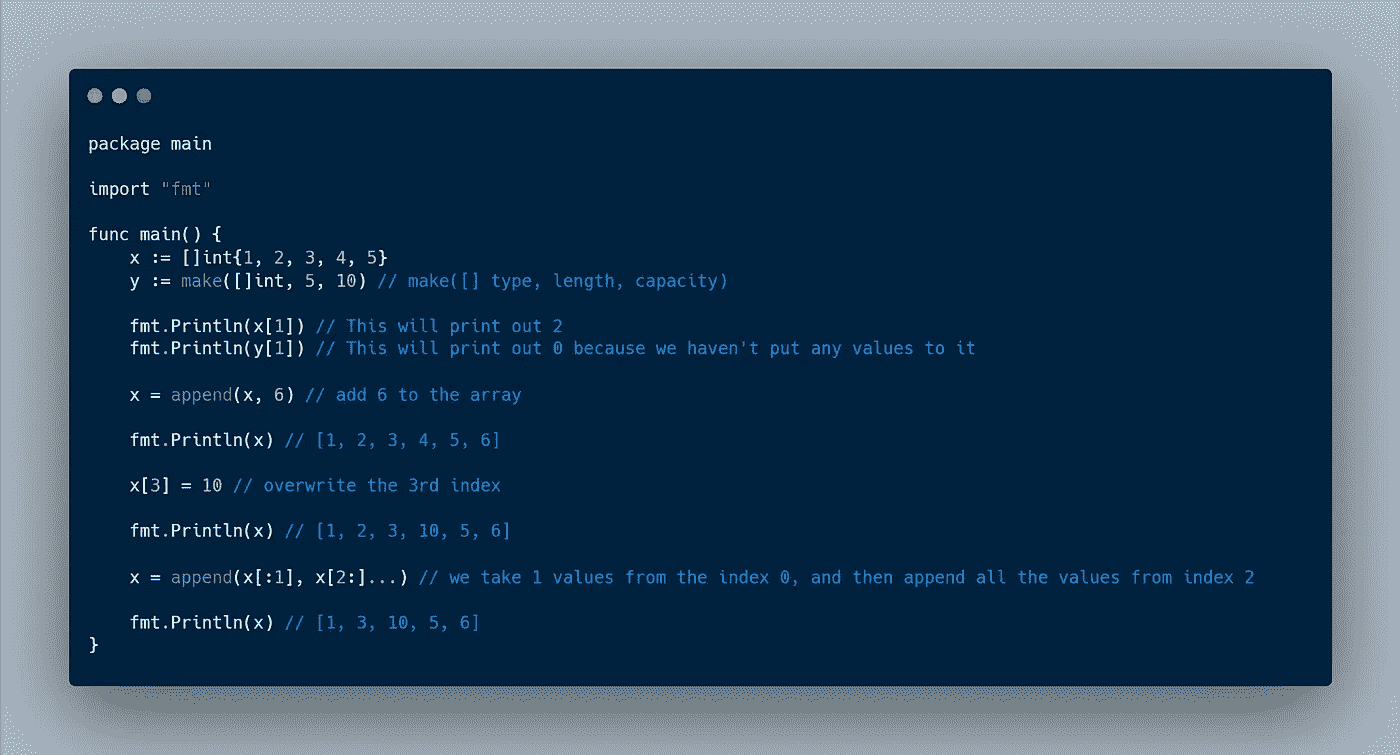 package main
import "fmt"
func main() {
    x := []int{1, 2, 3, 4, 5}
    y := make([]int, 5, 10) // make([] type, length, capacity)
    fmt.Println(x[1]) // This will print out 2
    fmt.Println(y[1]) // This will print out 0 because we haven't put any values to it
    x = append(x, 6) // add 6 to the array
    fmt.Println(x) // [1, 2, 3, 4, 5, 6]
    x[3] = 10 // overwrite the 3rd index
    fmt.Println(x) // [1, 2, 3, 10, 5, 6]
    x = append(x[:1], x[2:]...) // we take 1 values from the index 0, and then append all the values from index 2
    fmt.Println(x) // [1, 3, 10, 5, 6]
}